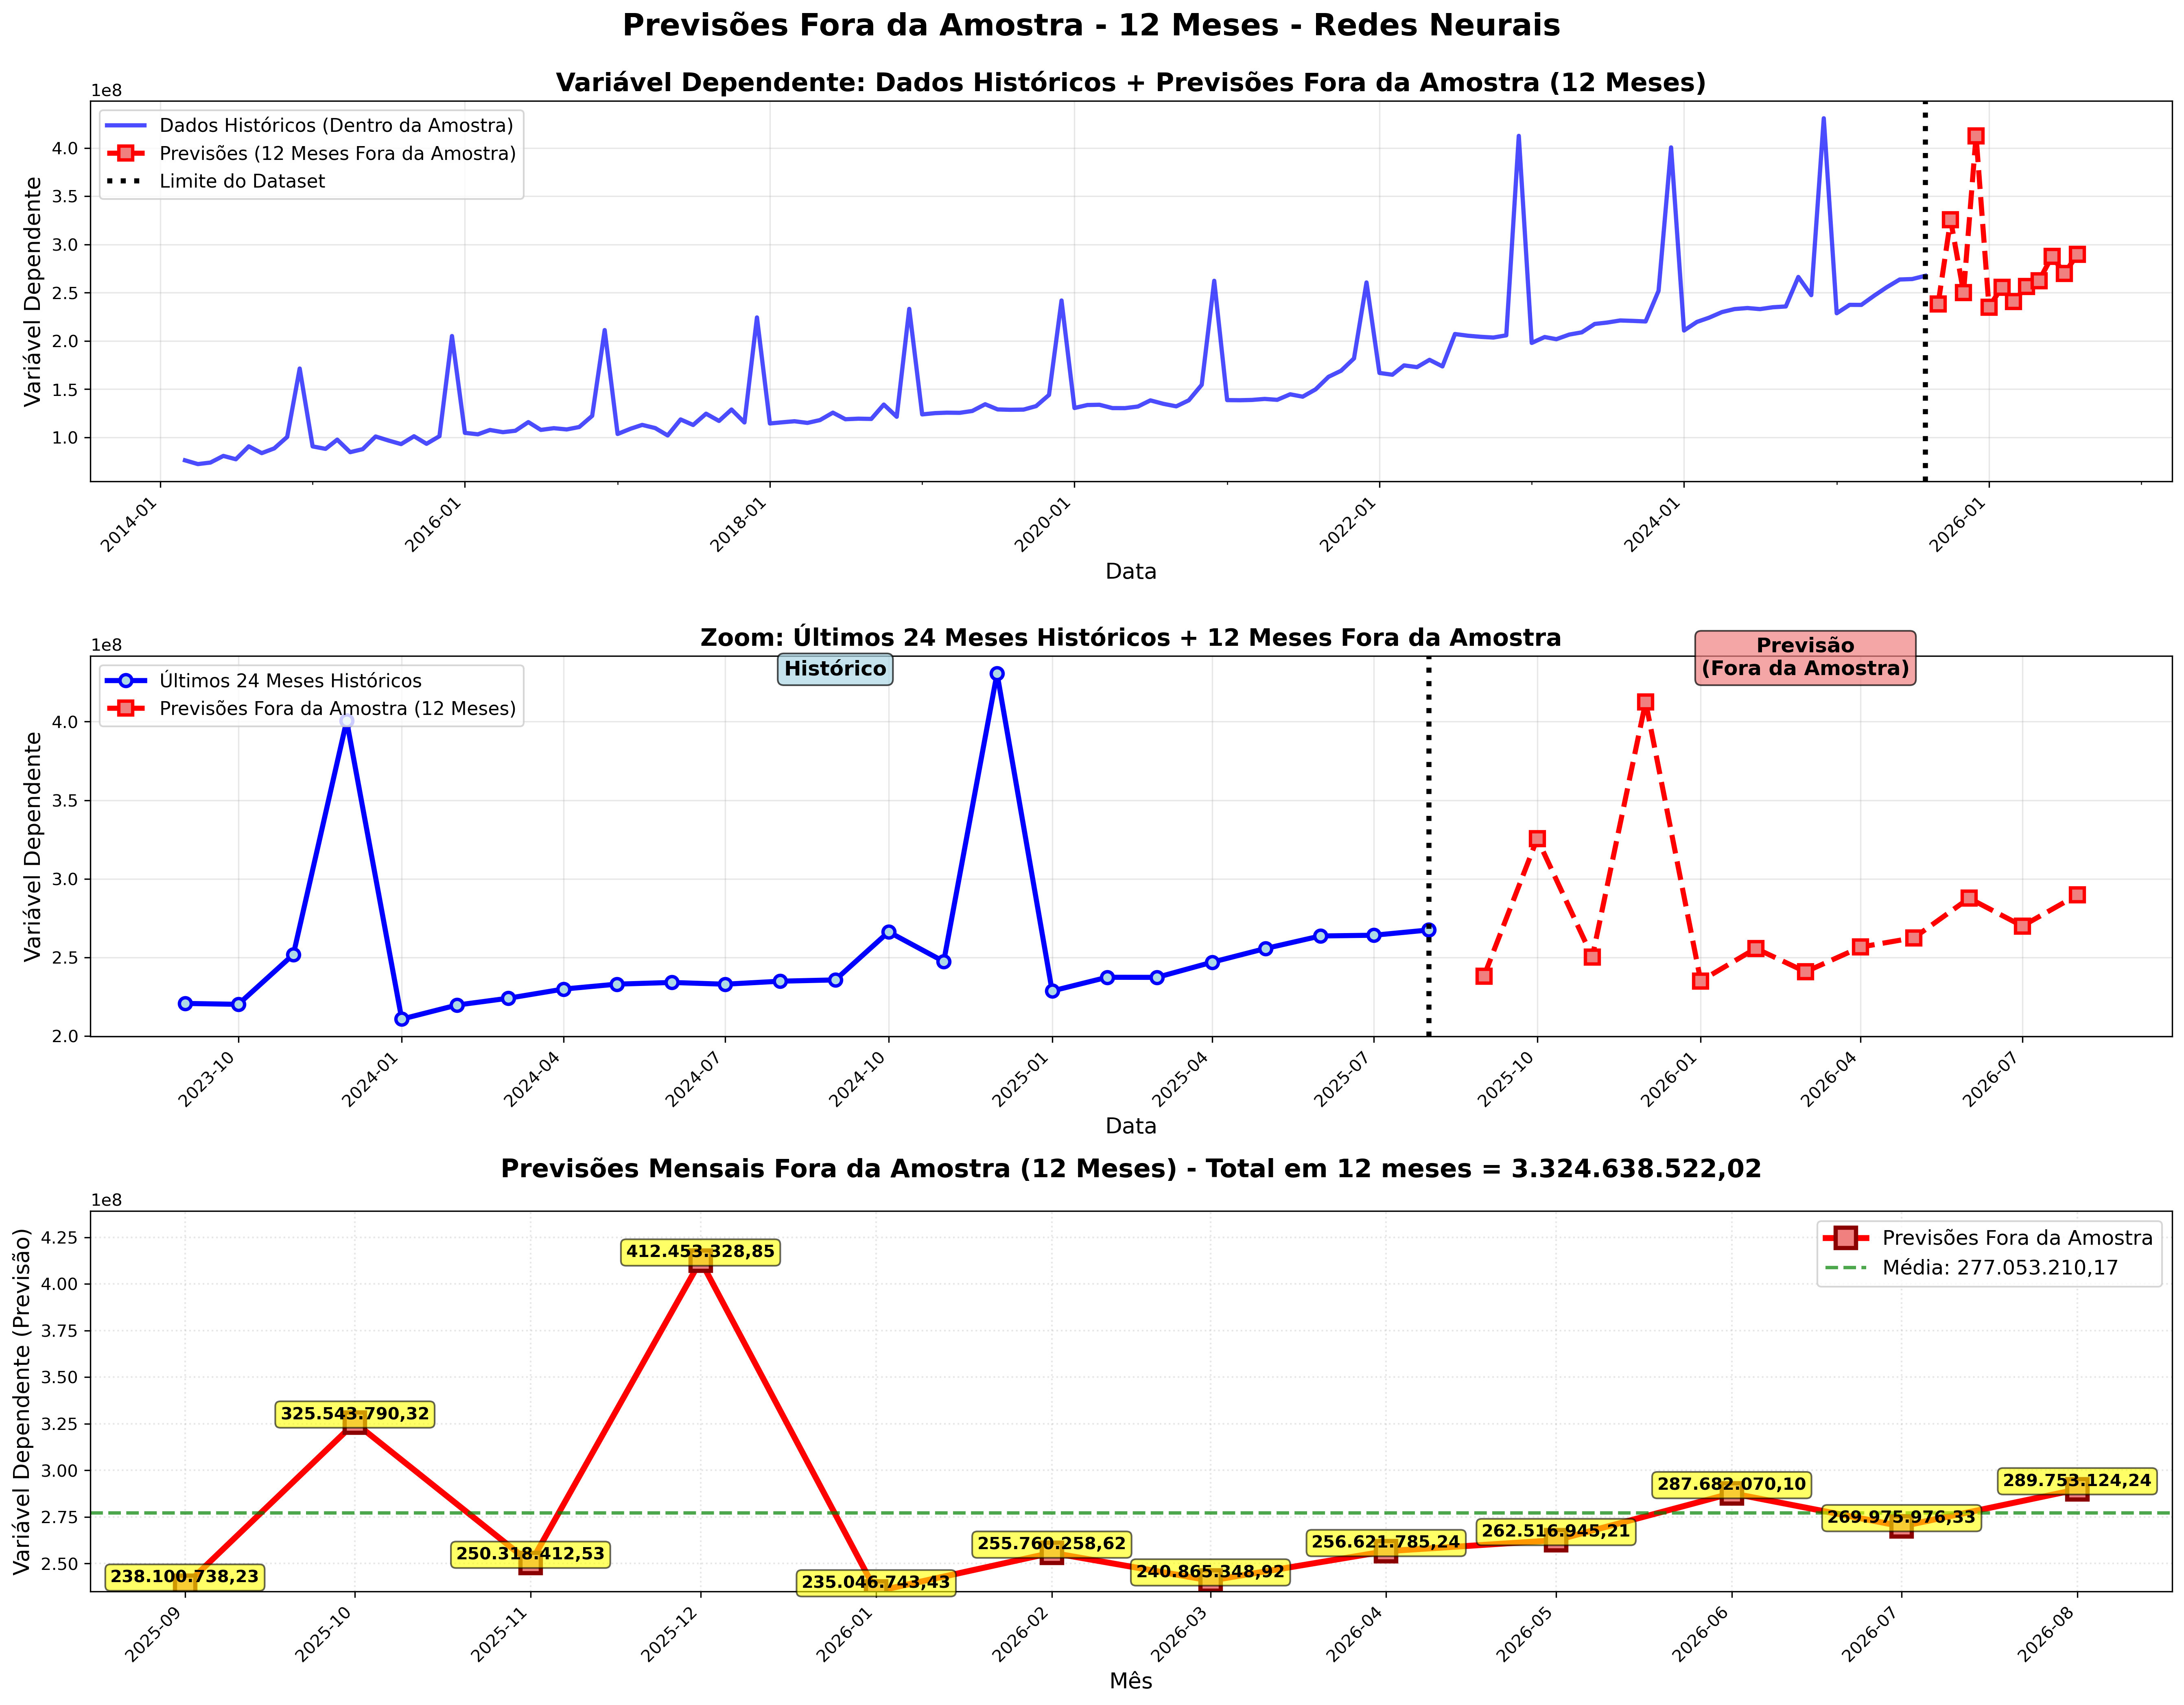 Previsões Fora da Amostra - 12 Meses - Redes Neurais
Variável Dependente: Dados Históricos + Previsões Fora da Amostra (12 Meses)
1e8
Dados Históricos (Dentro da Amostra)
Previsões (12 Meses Fora da Amostra)
Limite do Dataset
Variável Dependente
4.0
3.5
3.0
2.5
2.0
1.5
1.0
2014-01
2016-01
2018-01
2020-01
2022-01
2024-01
2026-01
Data
Zoom: Últimos 24 Meses Históricos + 12 Meses Fora da Amostra
1e8
Últimos 24 Meses Históricos
Previsões Fora da Amostra (12 Meses)
Histórico
Previsão
(Fora da Amostra)
Variável Dependente
4.0
3.5
3.0
2.5
2.0
2023-10
2024-01
2024-04
2024-07
2024-10
2025-01
2025-04
2025-07
2025-10
2026-01
2026-04
2026-07
Data
Previsões Mensais Fora da Amostra (12 Meses) - Total em 12 meses = 3.324.638.522,02
1e8
Previsões Fora da Amostra
Média: 277.053.210,17
Variável Dependente (Previsão)
4.25
4.00
3.75
3.50
3.25
3.00
2.75
2.50
238.100.738,23
325.543.790,32
250.318.412,53
412.453.328,85
235.046.743,43
255.760.258,62
240.865.348,92
256.621.785,24
262.516.945,21
287.682.070,10
269.975.976,33
289.753.124,24
2025-09
2025-10
2025-11
2025-12
2026-01
2026-02
2026-03
2026-04
2026-05
2026-06
2026-07
2026-08
Mês